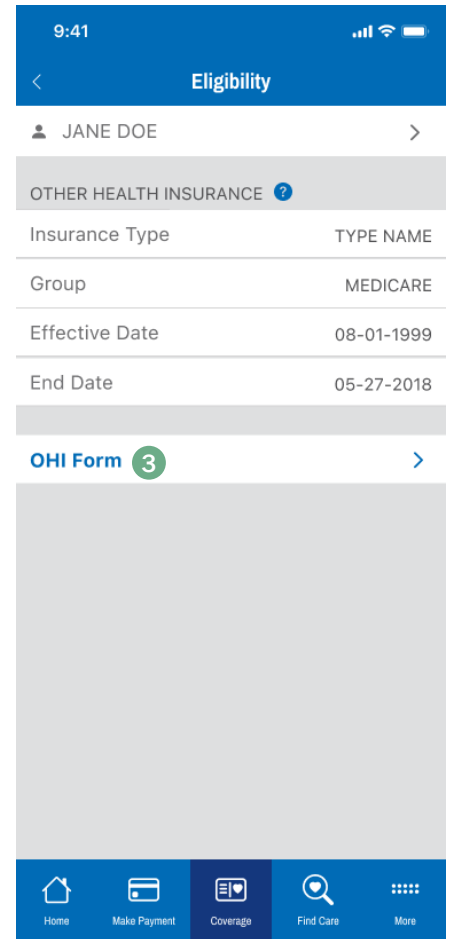 9:41
Eligibility
JANE DOE
OTHER HEALTH INSURANCE ?
Insurance Type TYPE NAME
Group MEDICARE
Effective Date 08-01-1999
End Date 05-27-2018
OHI Form 3
Home Make Payment Coverage Find Care More